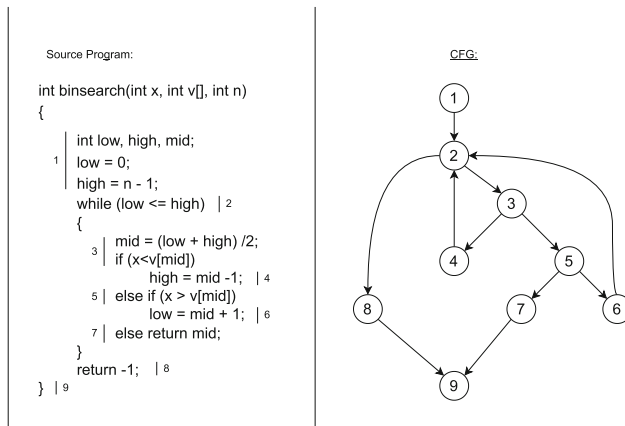 Source Program:
int binsearch(int x, int v[], int n)
{
int low, high, mid;
1 low = 0;
high = n - 1;
while (low <= high) 2
{
mid = (low + high) /2;
3 if (x<v[mid])
high = mid -1; 4
5 else if (x > v[mid])
low = mid + 1; 6
7 else return mid;
}
return -1; 8
} 9
CFG:
1
2
3
4 5
8 7 6
9